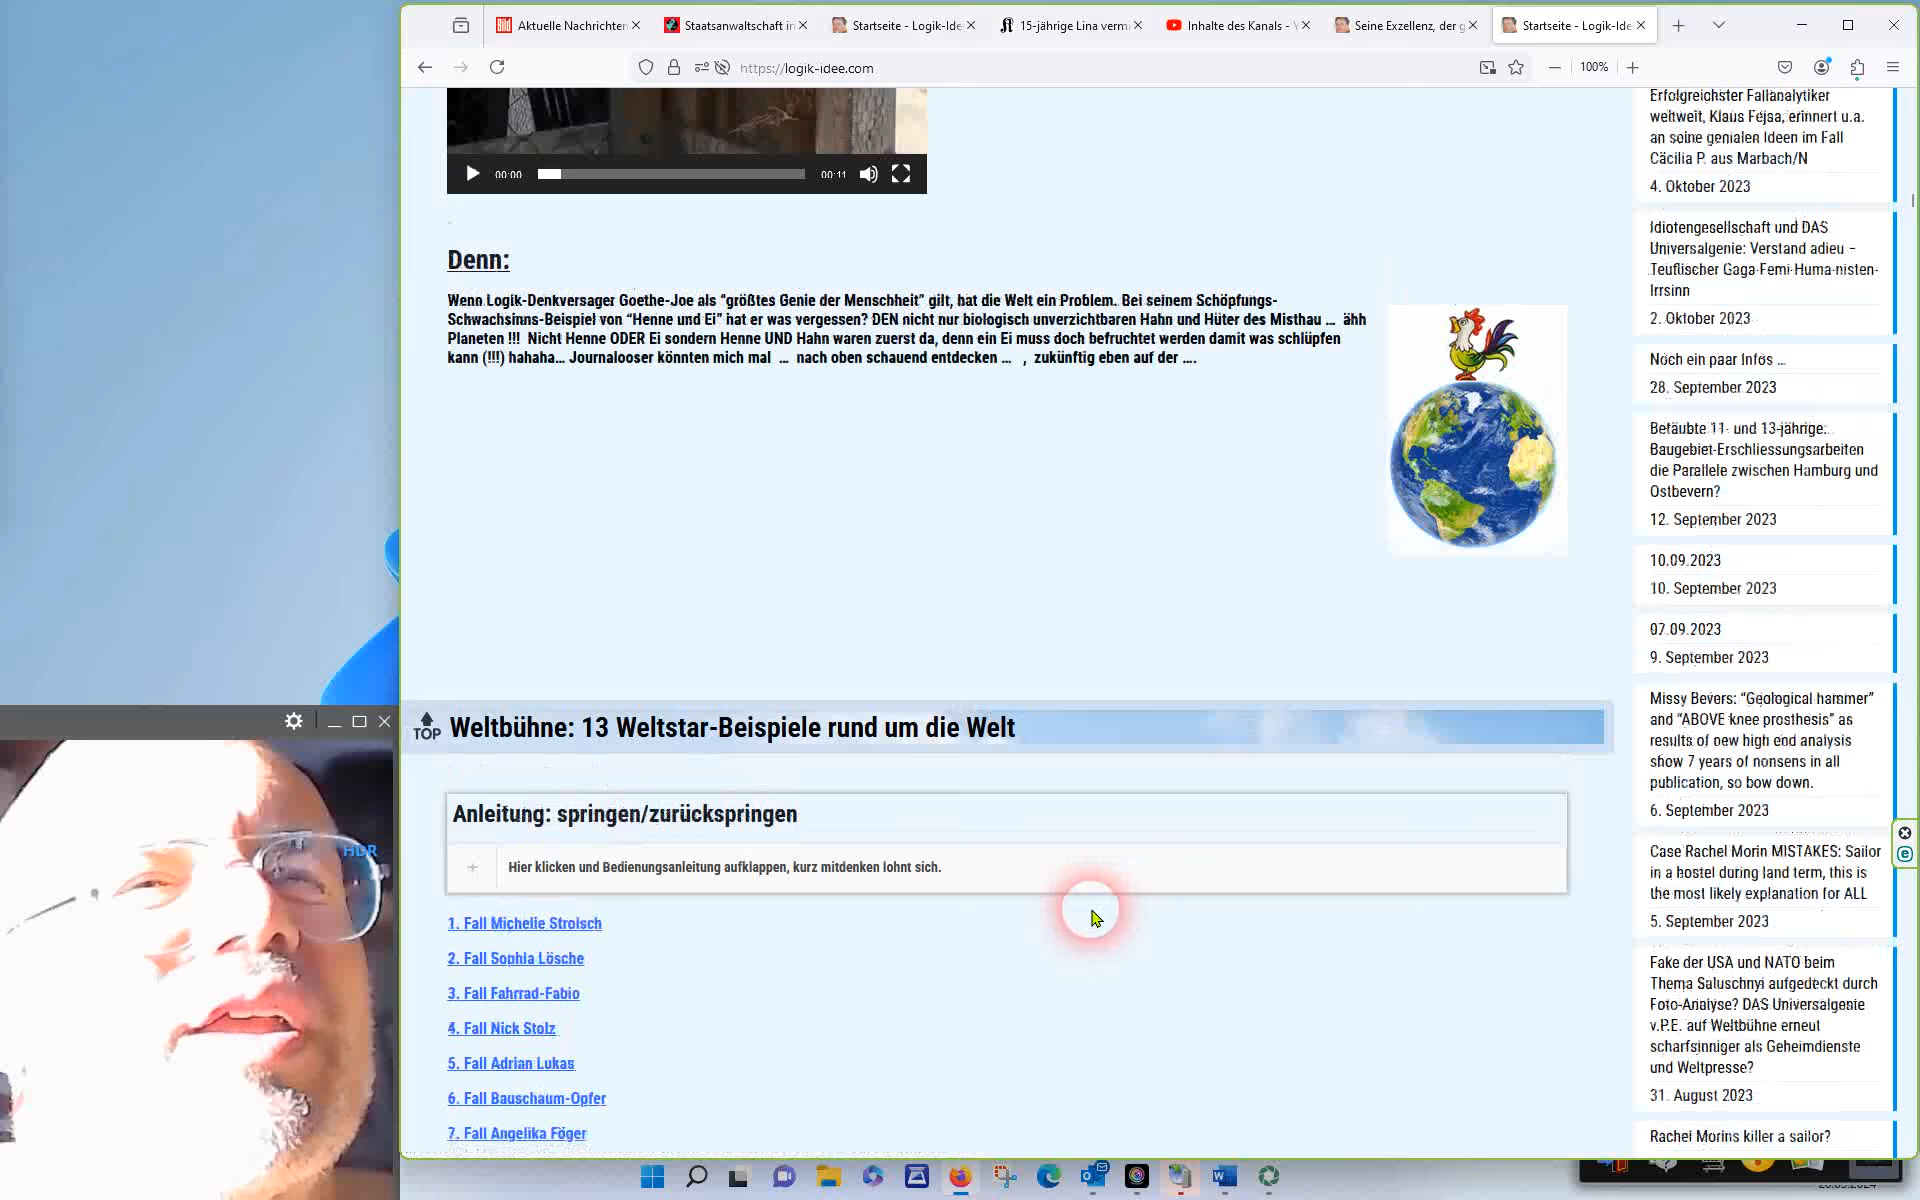 Aktuelle Nachrichten
Staatsanwaltschaft in
Startseite - Logik-Ide
15-jährige Lina vermi
Inhalte des Kanals - Y
Seine Exzellenz, der g
Startseite - Logik-Ide
https://logik-idee.com
100%
00:00
00:11
Denn:
Wenn Logik-Denkversager Goethe-Joe als “größtes Genie der Menschheit” gilt, hat die Welt ein Problem. Bei seinem Schöpfungs-
Schwachsinns-Beispiel von “Henne und Ei” hat er was vergessen? DEN nicht nur biologisch unverzichtbaren Hahn und Hüter des Misthau ... ähh
Planeten !!! Nicht Henne ODER Ei sondern Henne UND Hahn waren zuerst da, denn ein Ei muss doch befruchtet werden damit was schlüpfen
kann (!!!) hahaha... Journalooser könnten mich mal ... nach oben schauend entdecken ... , zukünftig eben auf der ....
TOP
Weltbühne: 13 Weltstar-Beispiele rund um die Welt
Anleitung: springen/zurückspringen
Hier klicken und Bedienungsanleitung aufklappen, kurz mitdenken lohnt sich.
1. Fall Michelle Stroisch
2. Fall Sophia Lösche
3. Fall Fahrrad-Fabio
4. Fall Nick Stolz
5. Fall Adrian Lukas
6. Fall Bauschaum-Opfer
7. Fall Angelika Föger
Erfolgreichster Fallanalytiker
weltweit, Klaus Fejsa, erinnert u.a.
an seine genialen Ideen im Fall
Cäcilia P. aus Marbach/N
4. Oktober 2023
Idiotengesellschaft und DAS
Universalgenie: Verstand adieu –
Teuflischer Gaga-Femi-Huma-nisten-
Irrsinn
2. Oktober 2023
Noch ein paar Infos ...
28. September 2023
Betäubte 11- und 13-jährige:
Baugebiet-Erschliessungsarbeiten
die Parallele zwischen Hamburg und
Ostbevern?
12. September 2023
10.09.2023
10. September 2023
07.09.2023
9. September 2023
Missy Bevers: “Geological hammer”
and “ABOVE knee prosthesis” as
results of new high end analysis
show 7 years of nonsens in all
publication, so bow down.
6. September 2023
Case Rachel Morin MISTAKES: Sailor
in a hostel during land term, this is
the most likely explanation for ALL
5. September 2023
Fake der USA und NATO beim
Thema Saluschnyi aufgedeckt durch
Foto-Analyse? DAS Universalgenie
v.P.E. auf Weltbühne erneut
scharfsinniger als Geheimdienste
und Weltpresse?
31. August 2023
Rachel Morins killer a sailor?
HDR